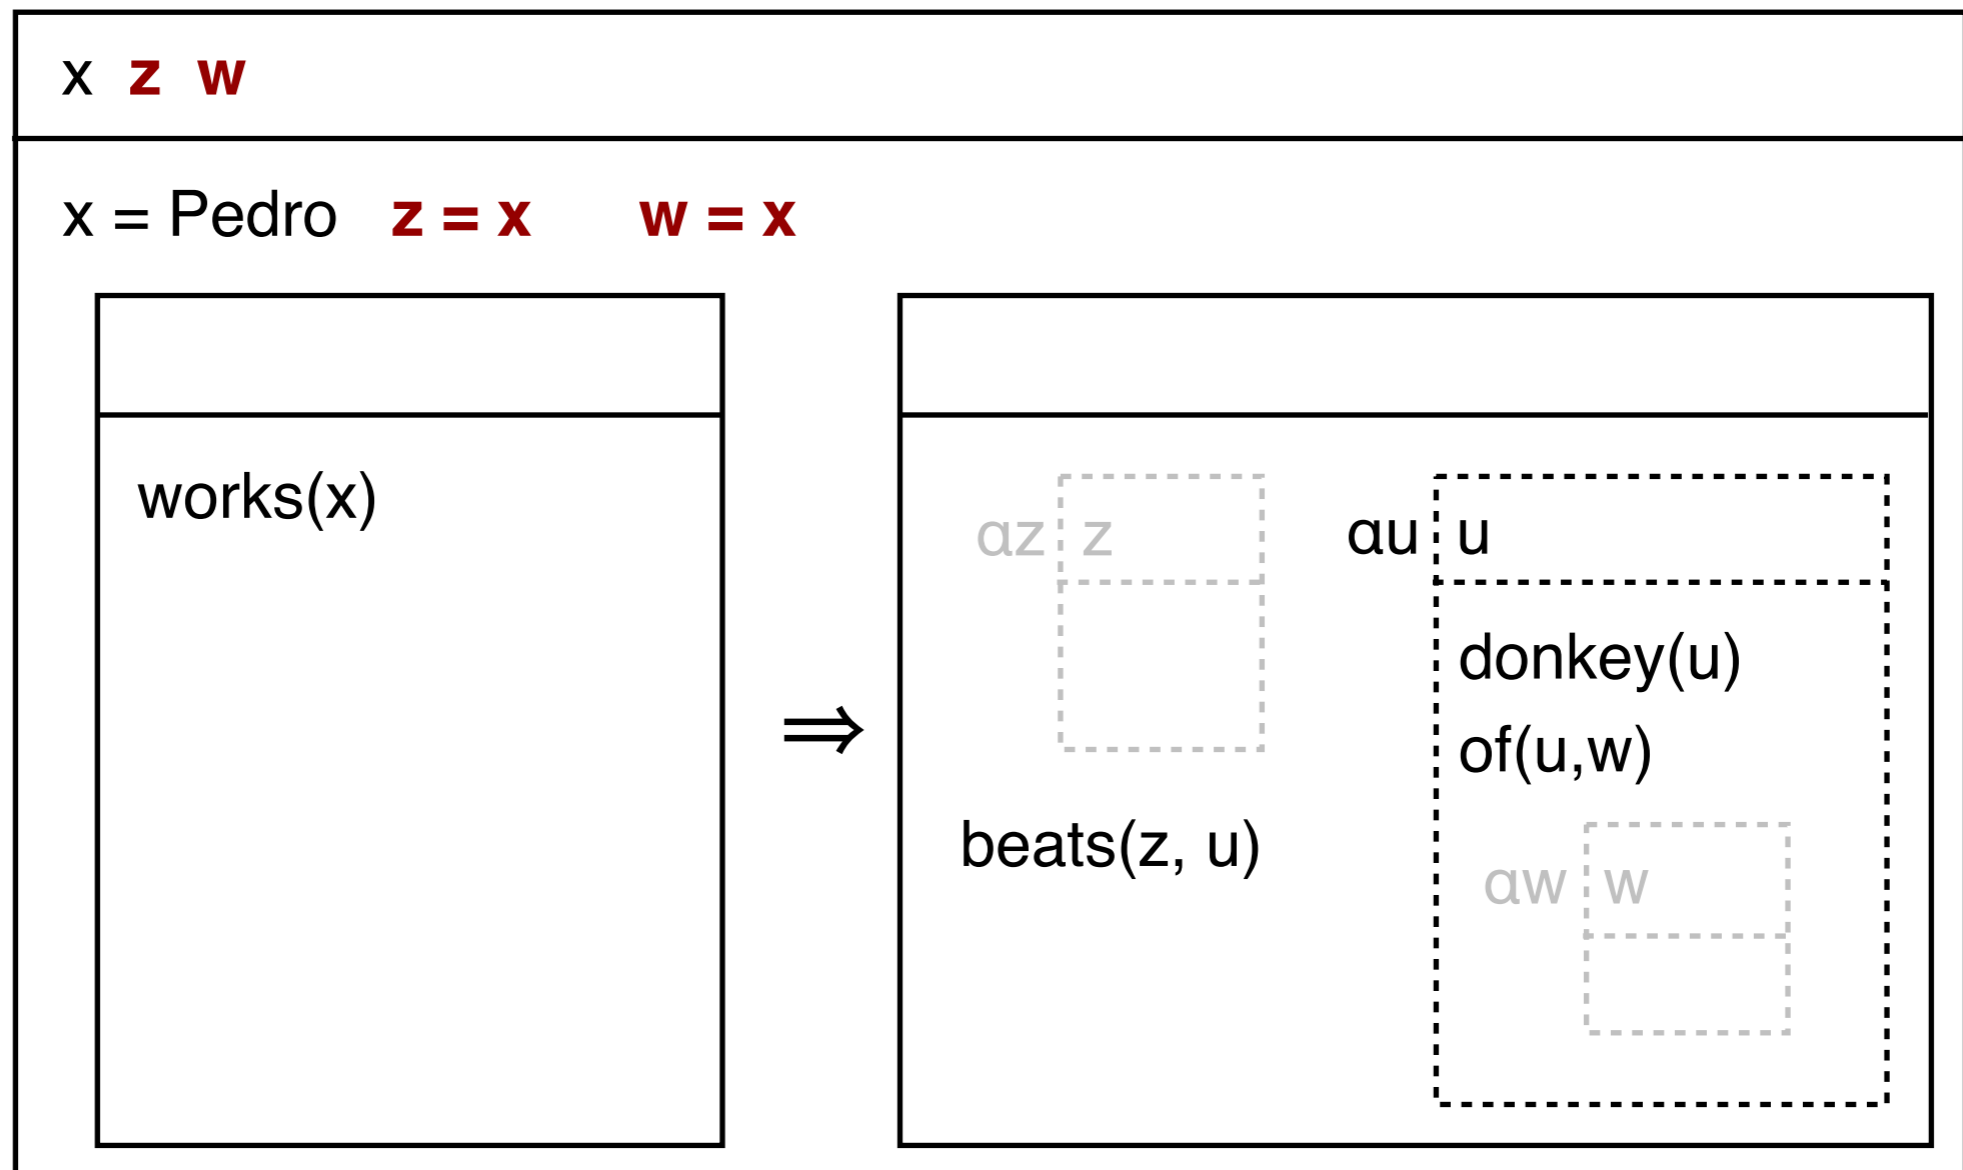 x z w
x = Pedro z = x w = x
works(x)
⇒
αz z
beats(z, u)
αu u
donkey(u)
of(u,w)
αw w